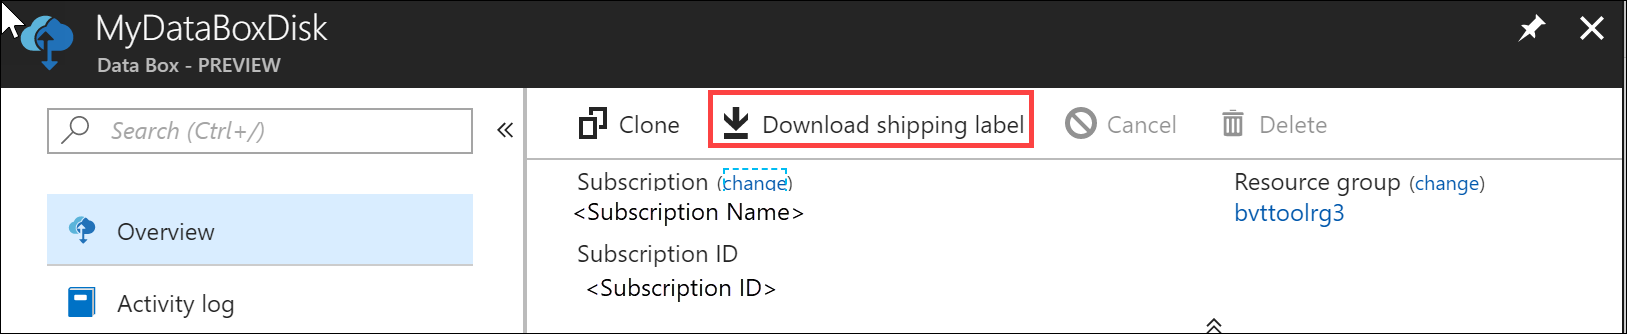 MyDataBoxDisk
Data Box - PREVIEW
Search (Ctrl+/)
«
Clone
Download shipping label
Cancel
Delete
Subscription (change)
<Subscription Name>
Subscription ID
<Subscription ID>
Resource group (change)
bvttoolrg3
Overview
Activity log